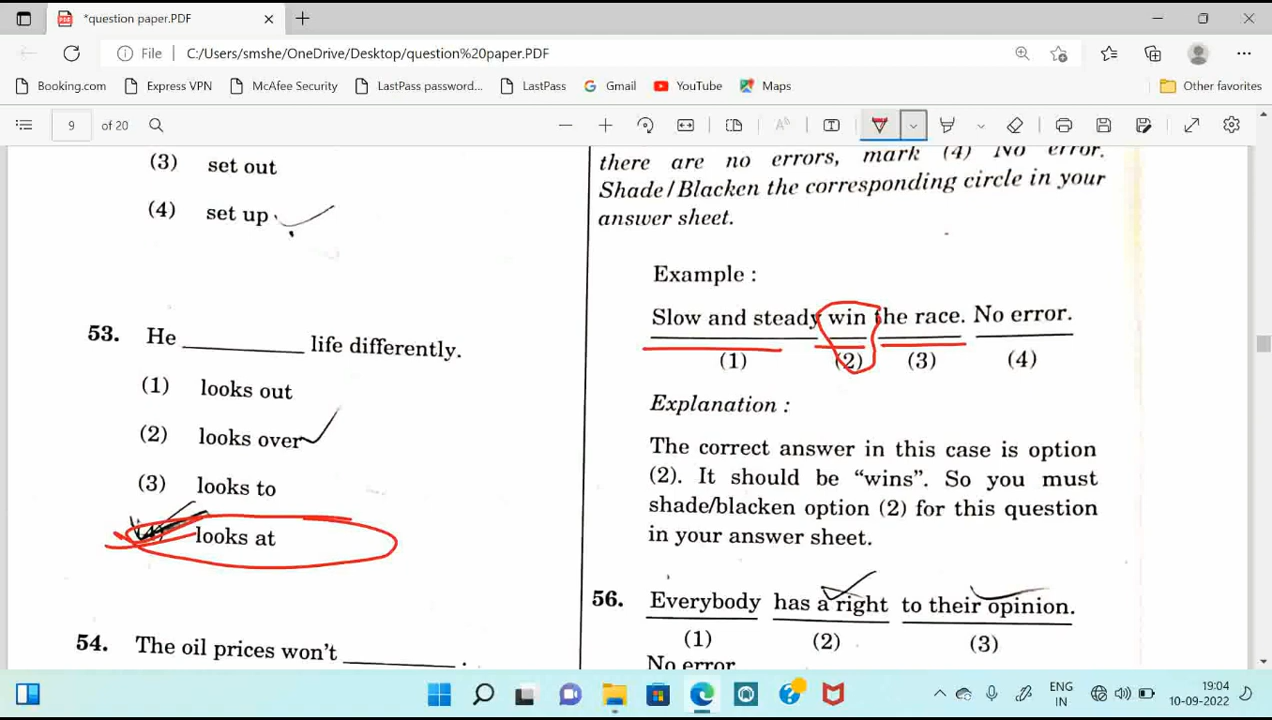 *question paper.PDF
File
C:/Users/smshe/OneDrive/Desktop/question%20paper.PDF
Booking.com
Express VPN
McAfee Security
LastPass password...
LastPass
Gmail
YouTube
Maps
Other favorites
9 of 20
(3) set out
(4) set up
53. He ________ life differently.
(1) looks out
(2) looks over
(3) looks to
looks at
54. The oil prices won't ________ .
there are no errors, mark (4) No error.
Shade/Blacken the corresponding circle in your
answer sheet.
Example :
Slow and steady win the race. No error.
(1) (2) (3) (4)
Explanation :
The correct answer in this case is option
(2). It should be “wins”. So you must
shade/blacken option (2) for this question
in your answer sheet.
56. Everybody has a right to their opinion.
(1) (2) (3)
No error
ENG
IN
19:04
10-09-2022